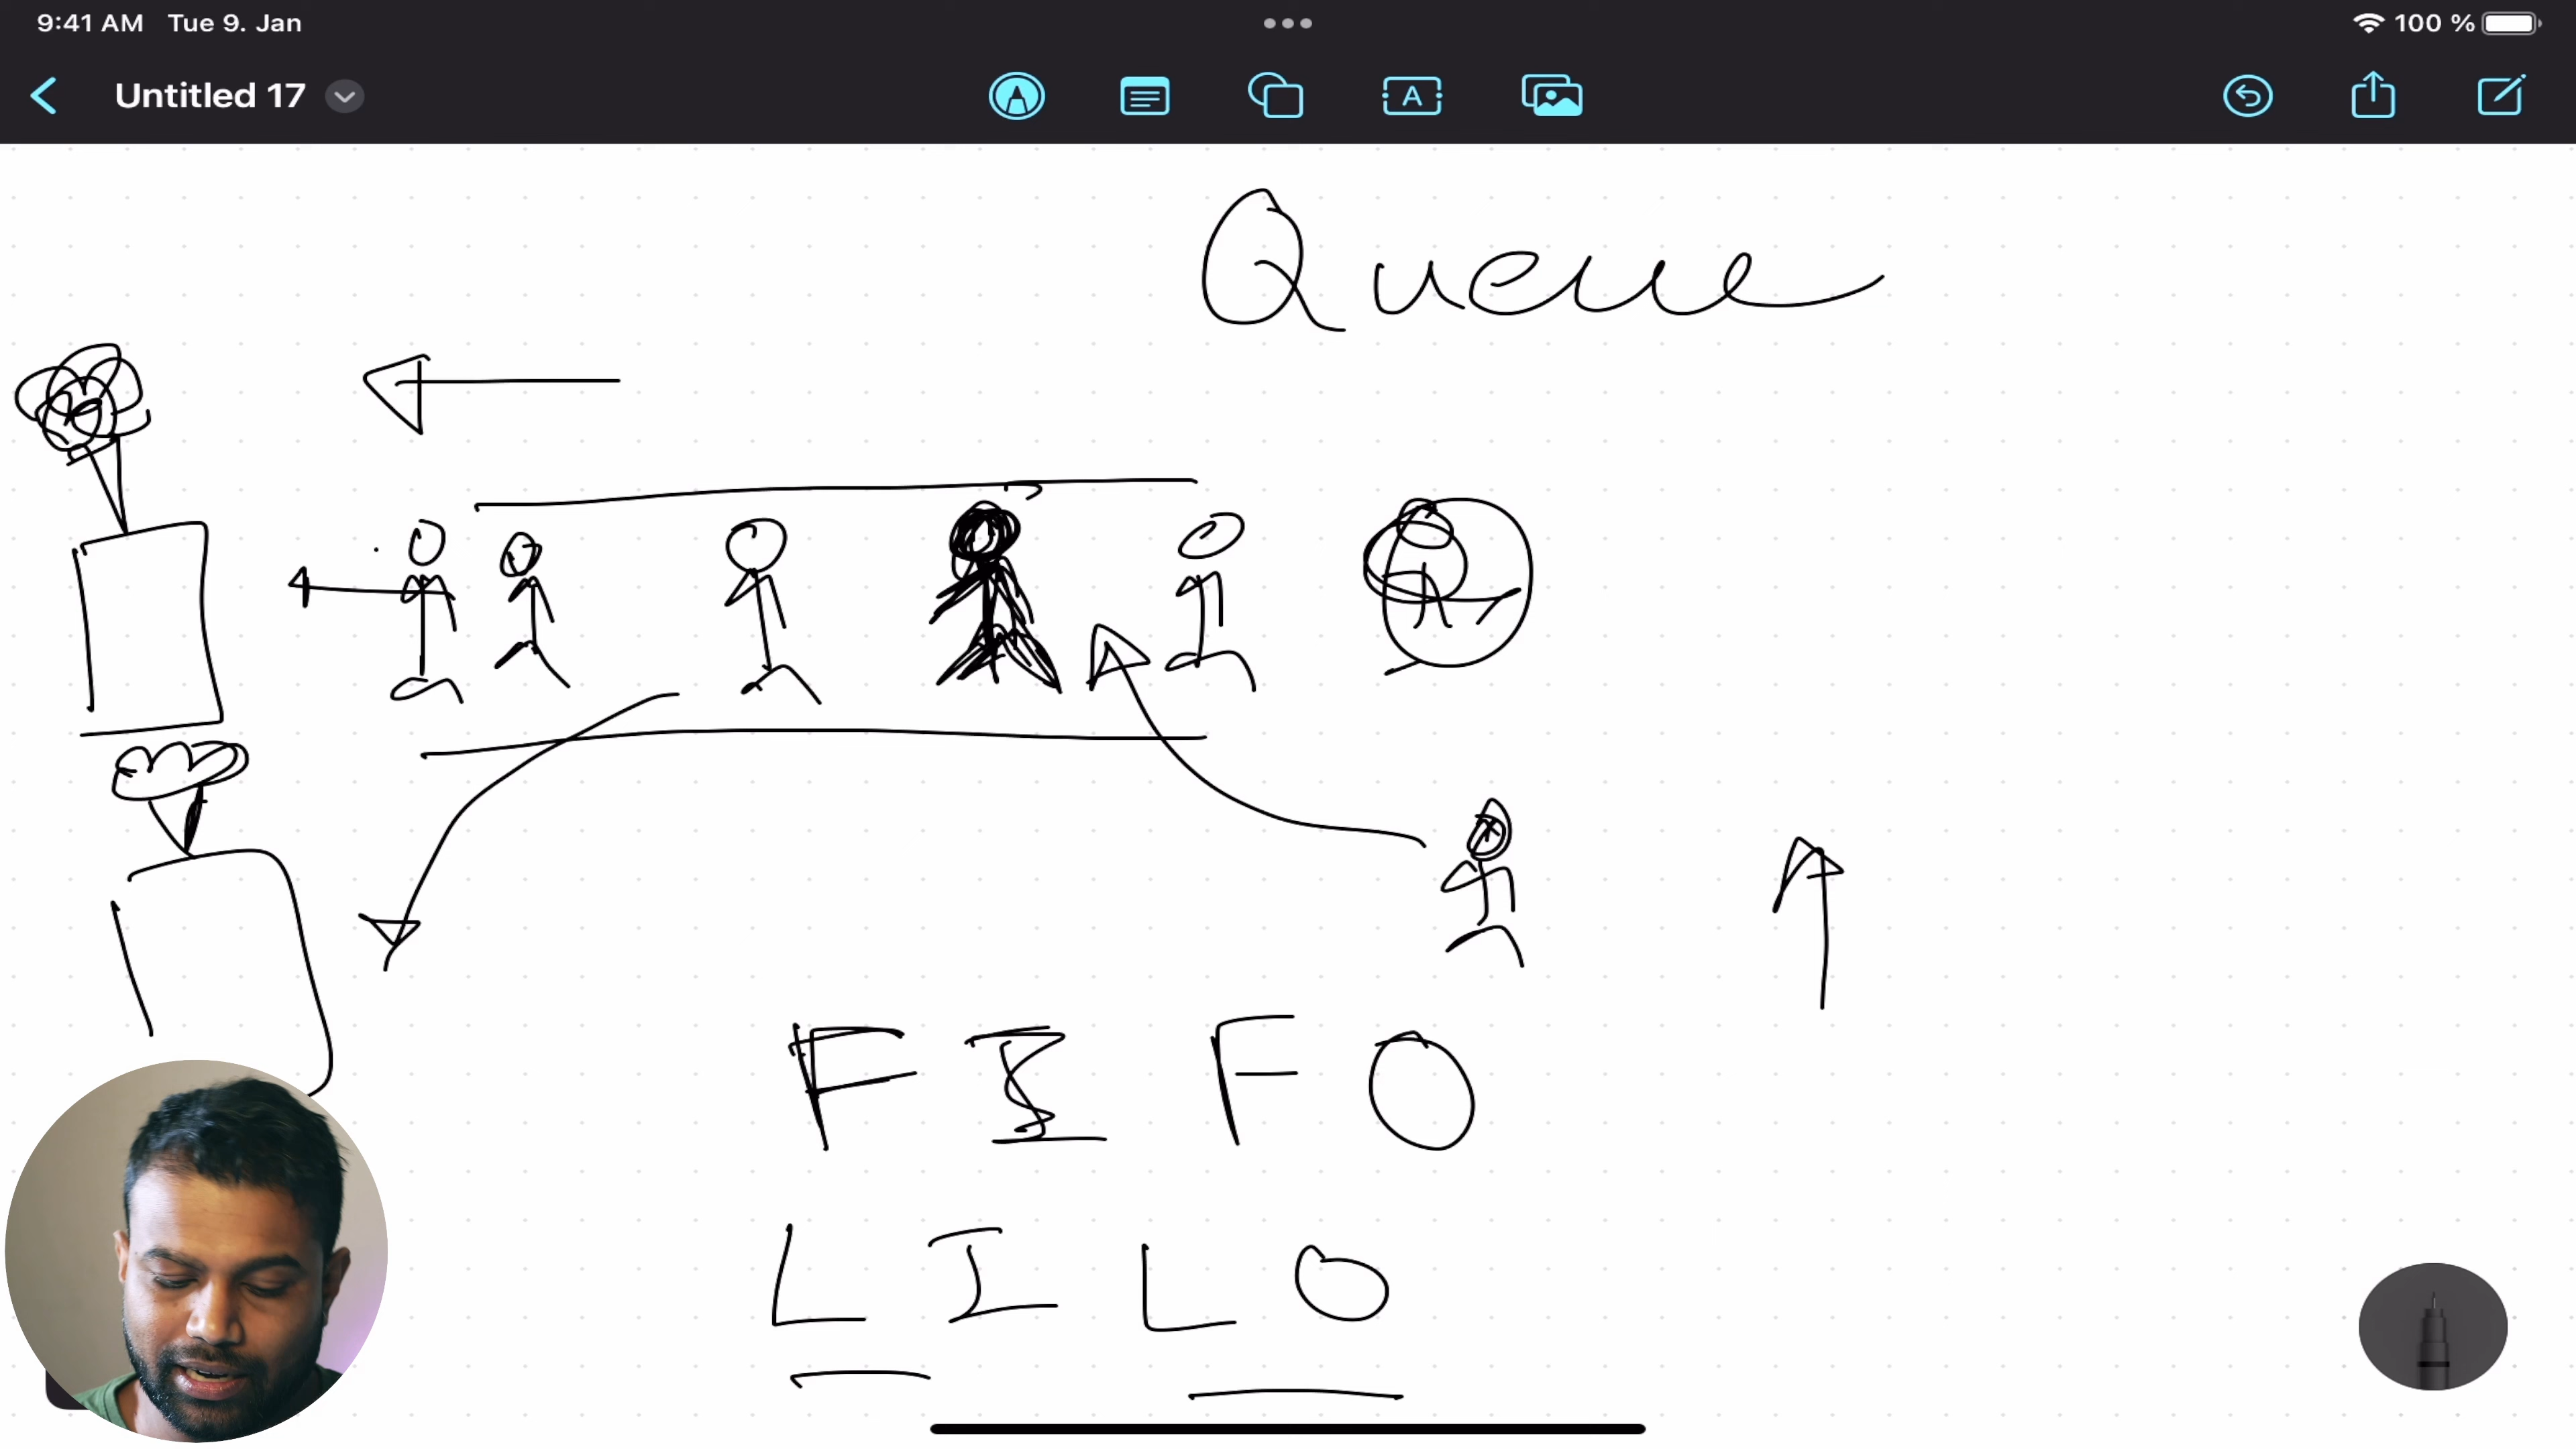 9:41 AM Tue 9. Jan
100 %
Untitled 17
A
Queue
FIFO
LILO